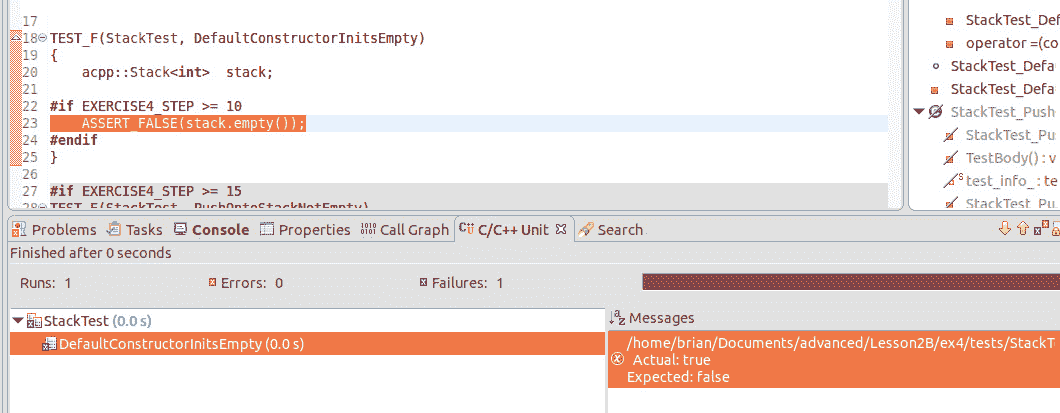 17
18 TEST_F(StackTest, DefaultConstructorInitsEmpty)
19 {
20 acpp::Stack<int> stack;
21
22 #if EXERCISE4_STEP >= 10
23 ASSERT_FALSE(stack.empty());
24 #endif
25 }
26
27 #if EXERCISE4_STEP >= 15
28 TEST_F(StackTest, PushOntoStackNotEmpty)
StackTest_Def
operator =(co
StackTest_Defa
StackTest_Defa
StackTest_Push
StackTest_Pu
TestBody() : v
test_info_ : te
StackTest_Pu
Problems Tasks Console Properties Call Graph C/C++ Unit Search
Finished after 0 seconds
Runs: 1 Errors: 0 Failures: 1
StackTest (0.0 s)
DefaultConstructorInitsEmpty (0.0 s)
Messages
/home/brian/Documents/advanced/Lesson2B/ex4/tests/StackT
Actual: true
Expected: false